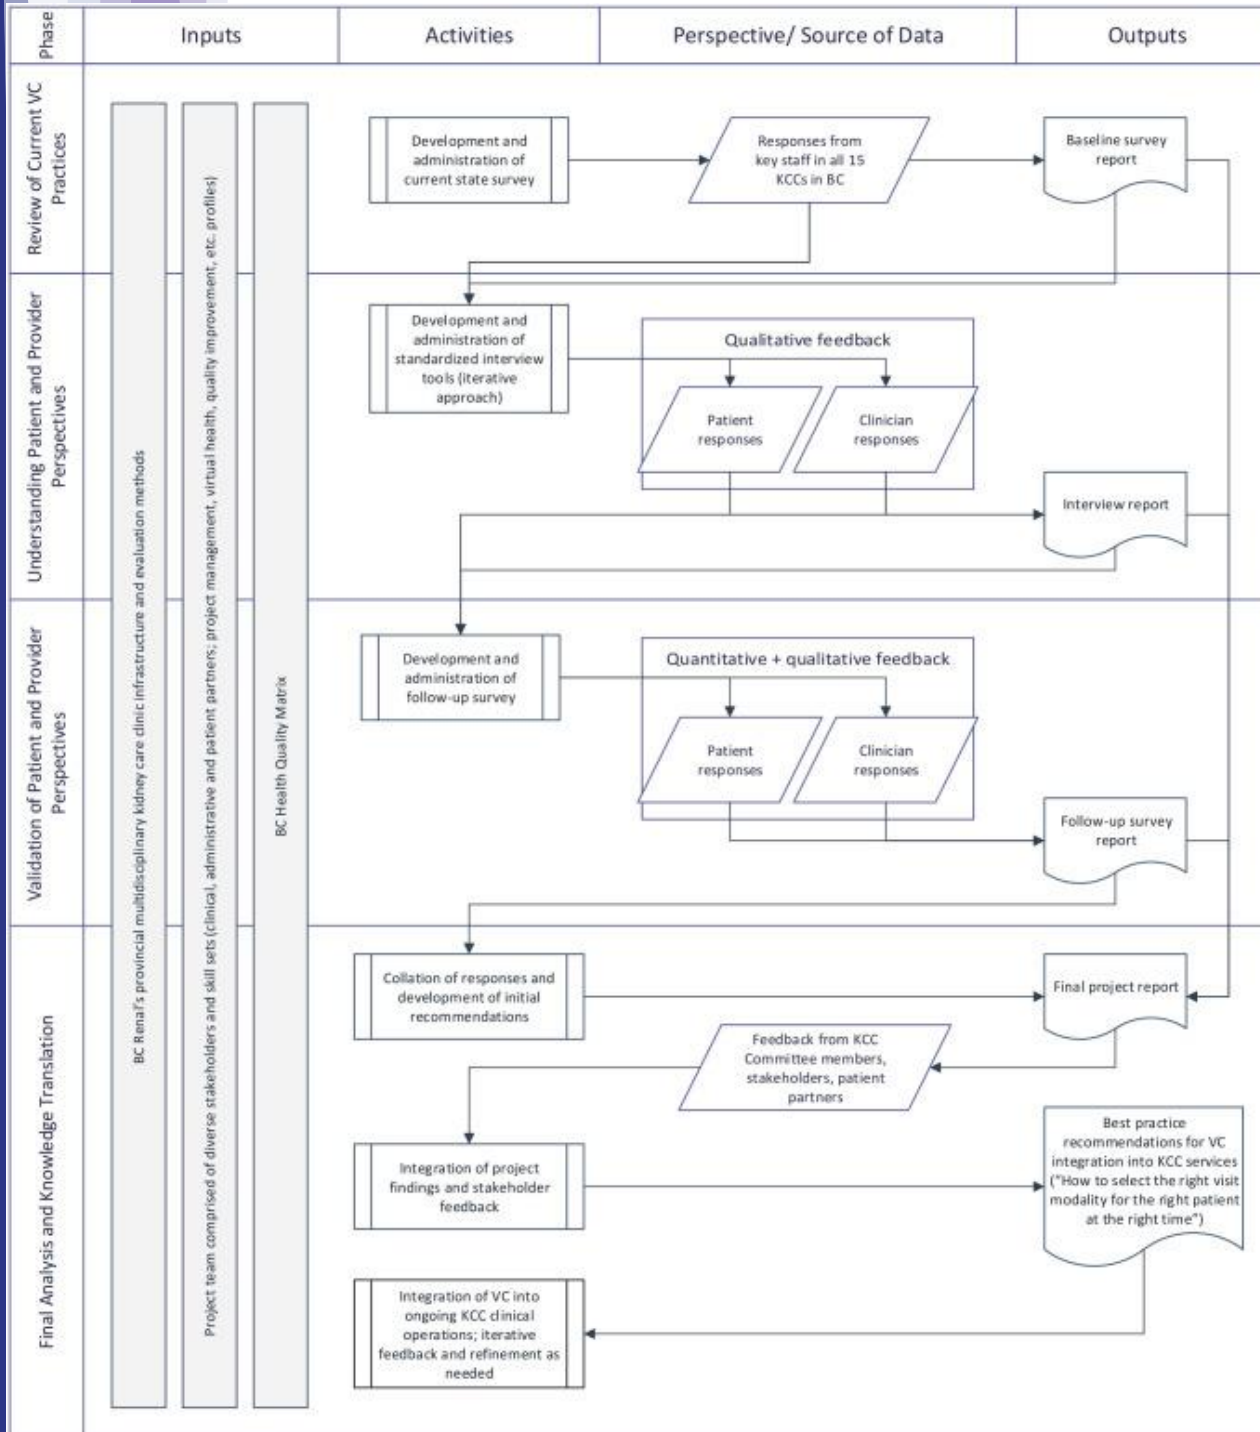 Phase
Inputs
Activities
Perspective/ Source of Data
Outputs
Review of Current VC
Practices
Understanding Patient and Provider
Perspectives
Validation of Patient and Provider
Perspectives
Final Analysis and Knowledge Translation
BC Renal's provincial multidisciplinary kidney care clinic infrastructure and evaluation methods
Project team comprised of diverse stakeholders and skill sets (clinical, administrative and patient partners; project management, virtual health, quality improvement, etc. profiles)
BC Health Quality Matrix
Development and
administration of
current state survey
Responses from
key staff in all 15
KCCs in BC
Baseline survey
report
Development and
administration of
standardized interview
tools (iterative
approach)
Qualitative feedback
Patient
responses
Clinician
responses
Interview report
Development and
administration of
follow-up survey
Quantitative + qualitative feedback
Patient
responses
Clinician
responses
Follow-up survey
report
Collation of responses and
development of initial
recommendations
Final project report
Feedback from KCC
Committee members,
stakeholders, patient
partners
Integration of project
findings and stakeholder
feedback
Best practice
recommendations for VC
integration into KCC services
("How to select the right visit
modality for the right patient
at the right time")
Integration of VC into
ongoing KCC clinical
operations; iterative
feedback and refinement as
needed